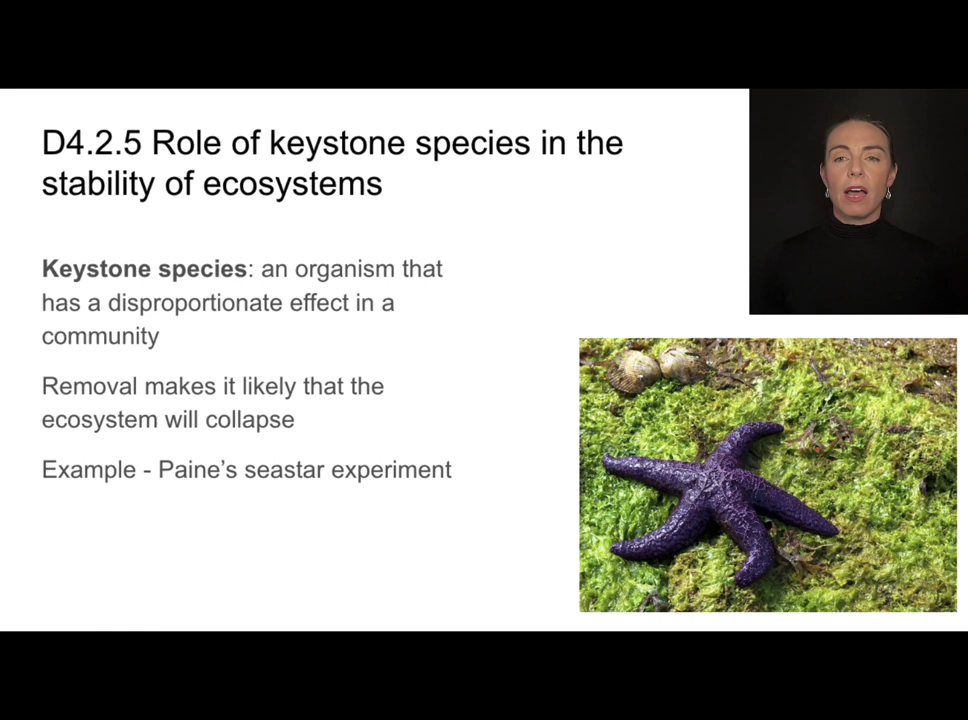 D4.2.5 Role of keystone species in the
stability of ecosystems
Keystone species: an organism that
has a disproportionate effect in a
community
Removal makes it likely that the
ecosystem will collapse
Example - Paine’s seastar experiment